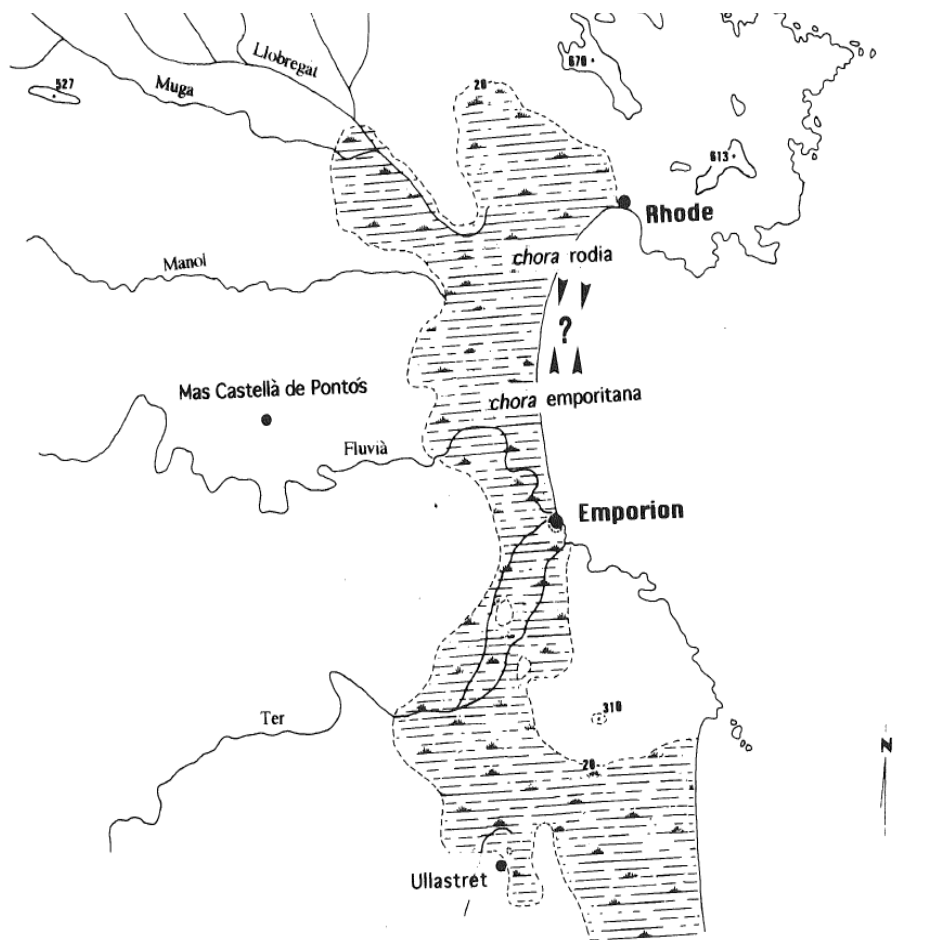 670
Llobregat
527
Muga
20
613
Rhode
chora rodia
Manol
?
Mas Castellà de Pontós
chora emporitana
Fluvià
Emporion
310
Ter
N
20
Ullastret